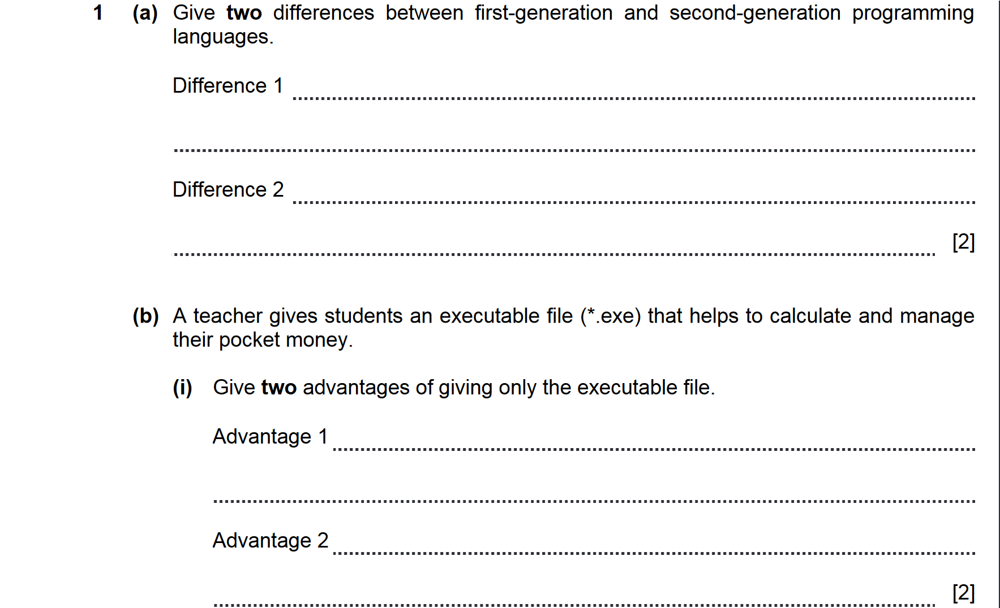 1 (a) Give two differences between first-generation and second-generation programming
languages.
Difference 1
Difference 2
[2]
(b) A teacher gives students an executable file (*.exe) that helps to calculate and manage
their pocket money.
(i) Give two advantages of giving only the executable file.
Advantage 1
Advantage 2
[2]